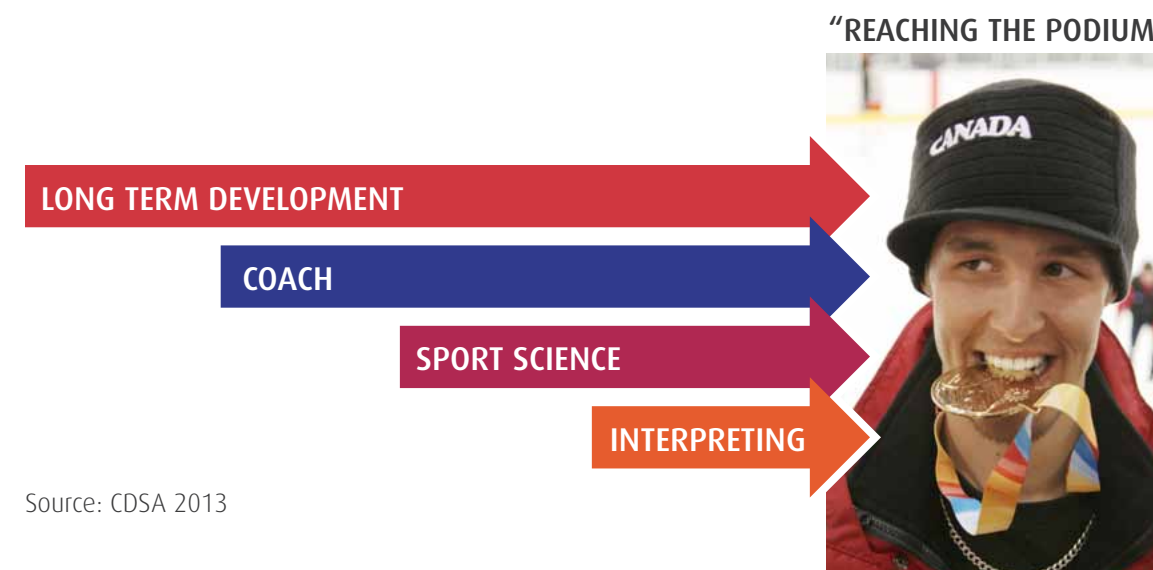 “REACHING THE PODIUM
CANADA
LONG TERM DEVELOPMENT
COACH
SPORT SCIENCE
INTERPRETING
Source: CDSA 2013